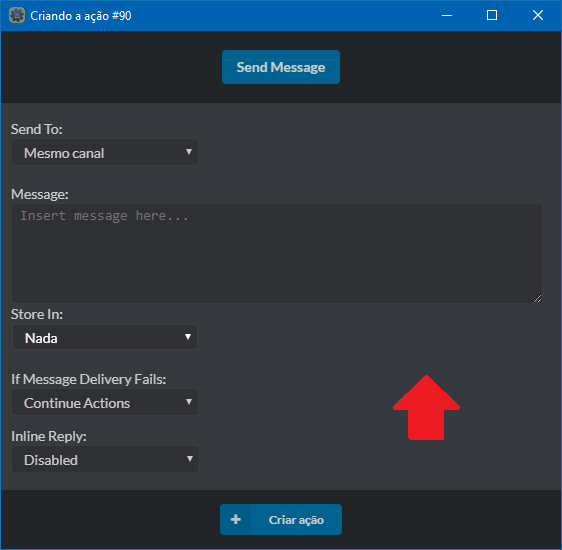 Criando a ação #90
Send Message
Send To:
Mesmo canal
Message:
Insert message here...
Store In:
Nada
If Message Delivery Fails:
Continue Actions
Inline Reply:
Disabled
+ Criar ação